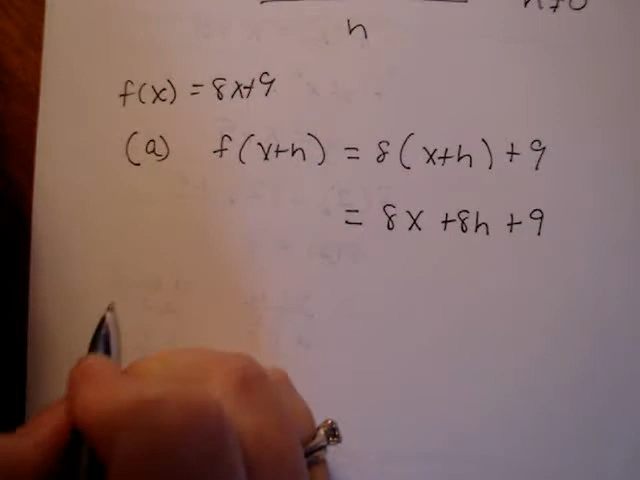 h
f(x) = 8x+9
(a) f(x+h) = 8(x+h)+9
= 8x+8h+9